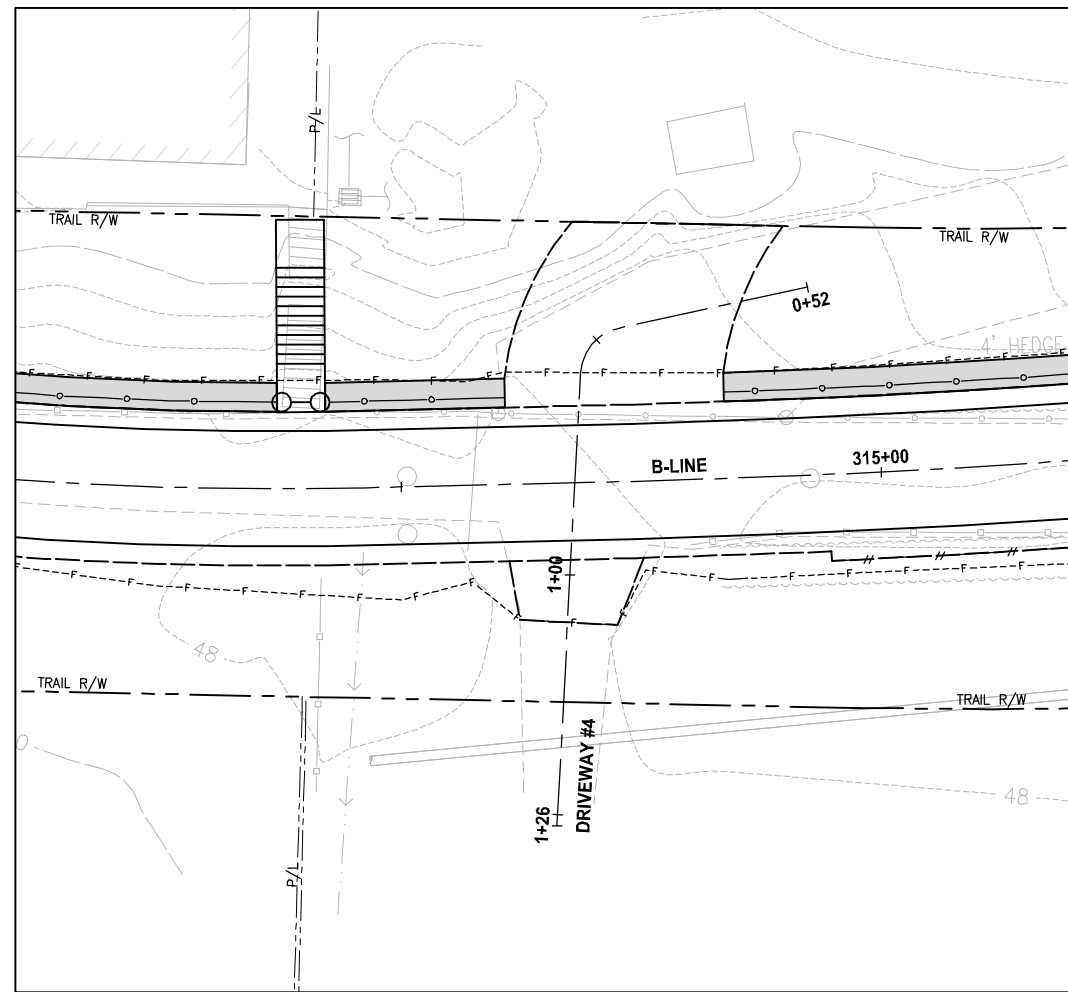 P/L
TRAIL R/W
TRAIL R/W
0+52
4' HEDGE
F F F F F F F F F F F F F F
B-LINE
315+00
1+00
F F F F F F F F F F F F F F F F F F
48
TRAIL R/W
TRAIL R/W
DRIVEWAY #4
48
1+26
P/L